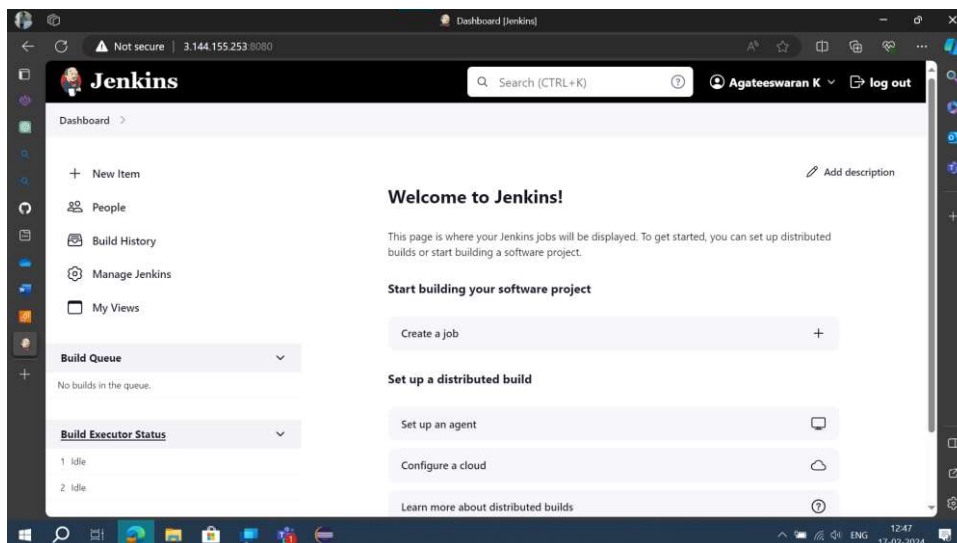 Dashboard [Jenkins]
Not secure | 3.144.155.253:8080
Jenkins
Search (CTRL+K)
Agateeswaran K
log out
Dashboard >
New Item
Add description
People
Build History
Manage Jenkins
My Views
Welcome to Jenkins!
This page is where your Jenkins jobs will be displayed. To get started, you can set up distributed
builds or start building a software project.
Start building your software project
Create a job
Build Queue
No builds in the queue.
Set up a distributed build
Build Executor Status
1 Idle
2 Idle
Set up an agent
Configure a cloud
Learn more about distributed builds
ENG
12:47
17-02-2024